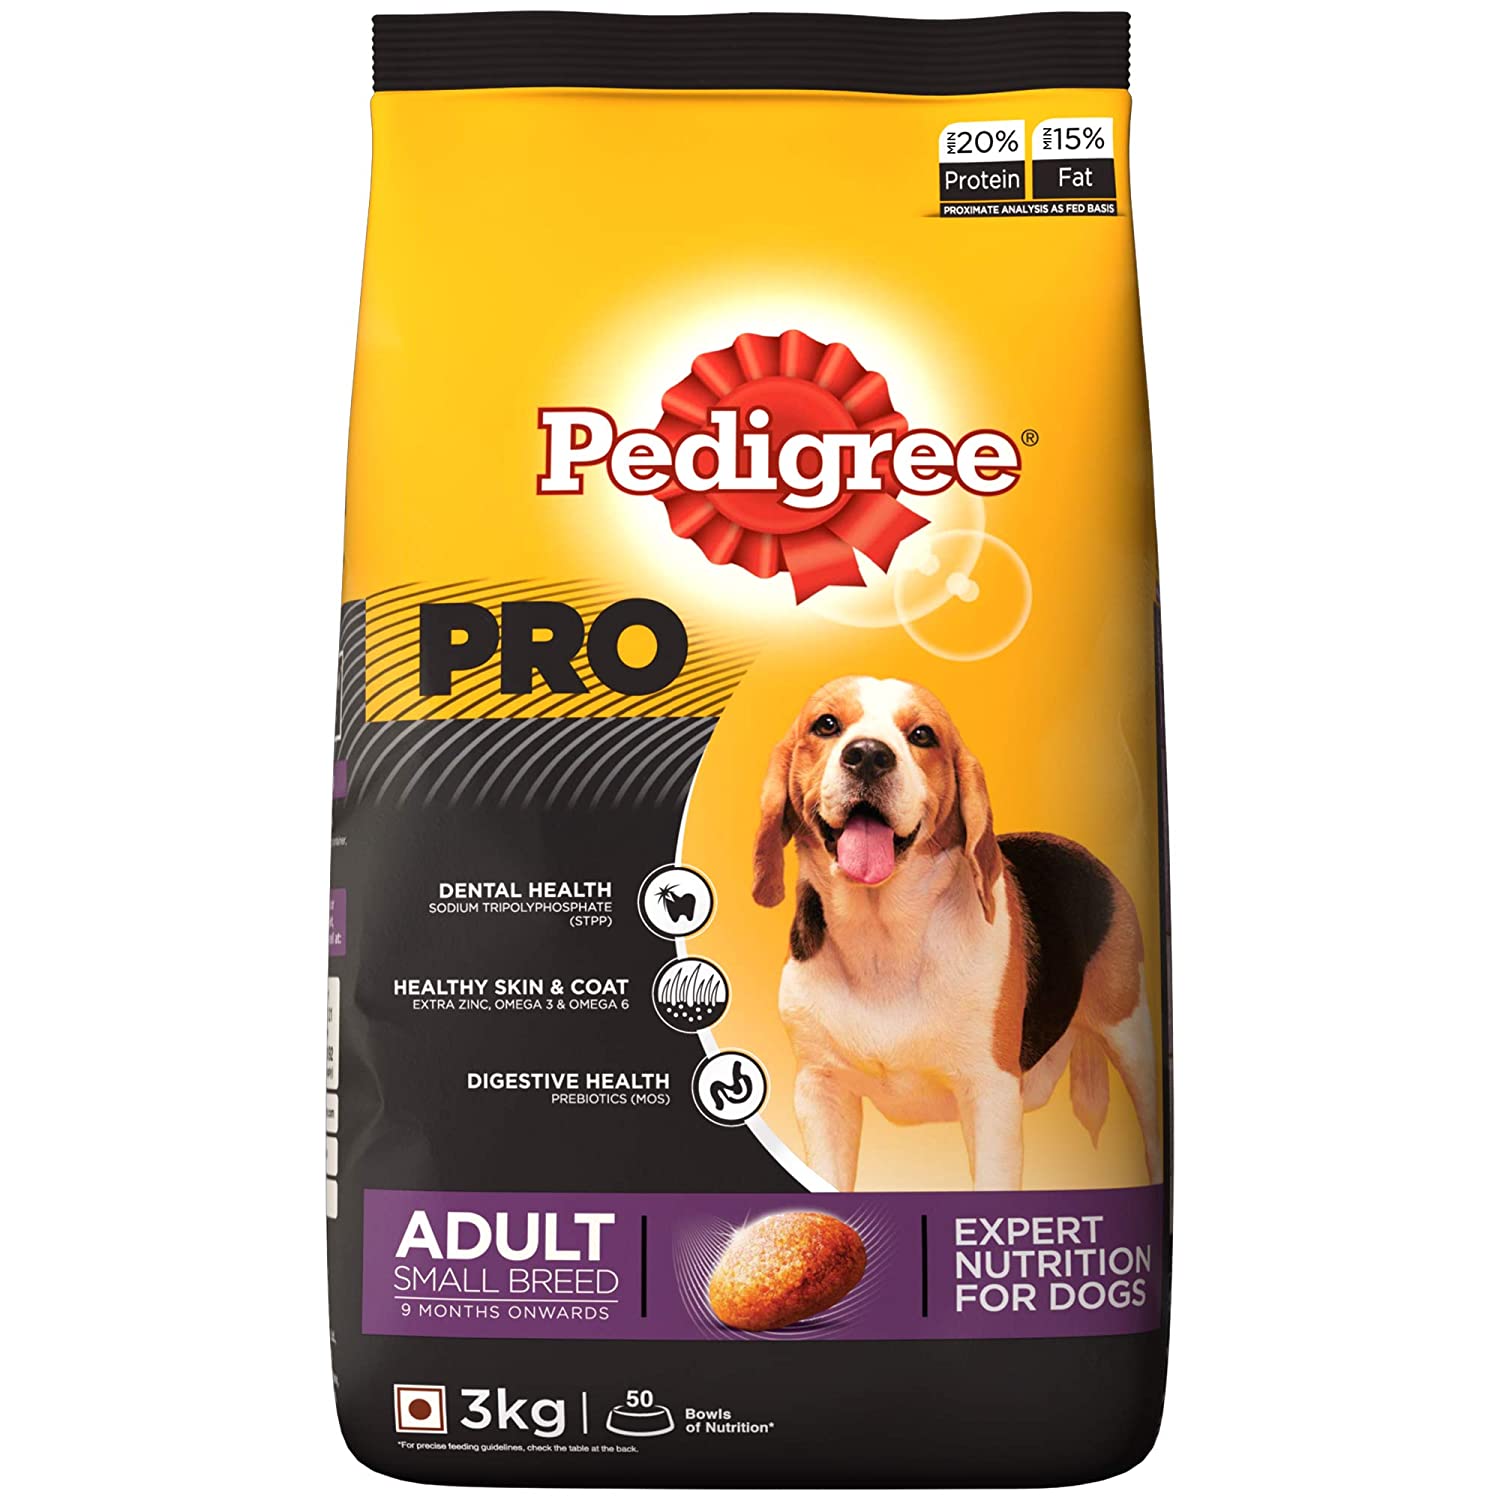 MIN 20%
Protein
MIN 15%
Fat
PROXIMATE ANALYSIS AS FED BASIS
Pedigree®
PRO
DENTAL HEALTH
SODIUM TRIPOLYPHOSPHATE
(STPP)
HEALTHY SKIN & COAT
EXTRA ZINC, OMEGA 3 & OMEGA 6
DIGESTIVE HEALTH
PREBIOTICS (MOS)
ADULT
SMALL BREED
9 MONTHS ONWARDS
EXPERT
NUTRITION
FOR DOGS
3kg
50
Bowls
of Nutrition*
*For precise feeding guidelines, check the table at the back.